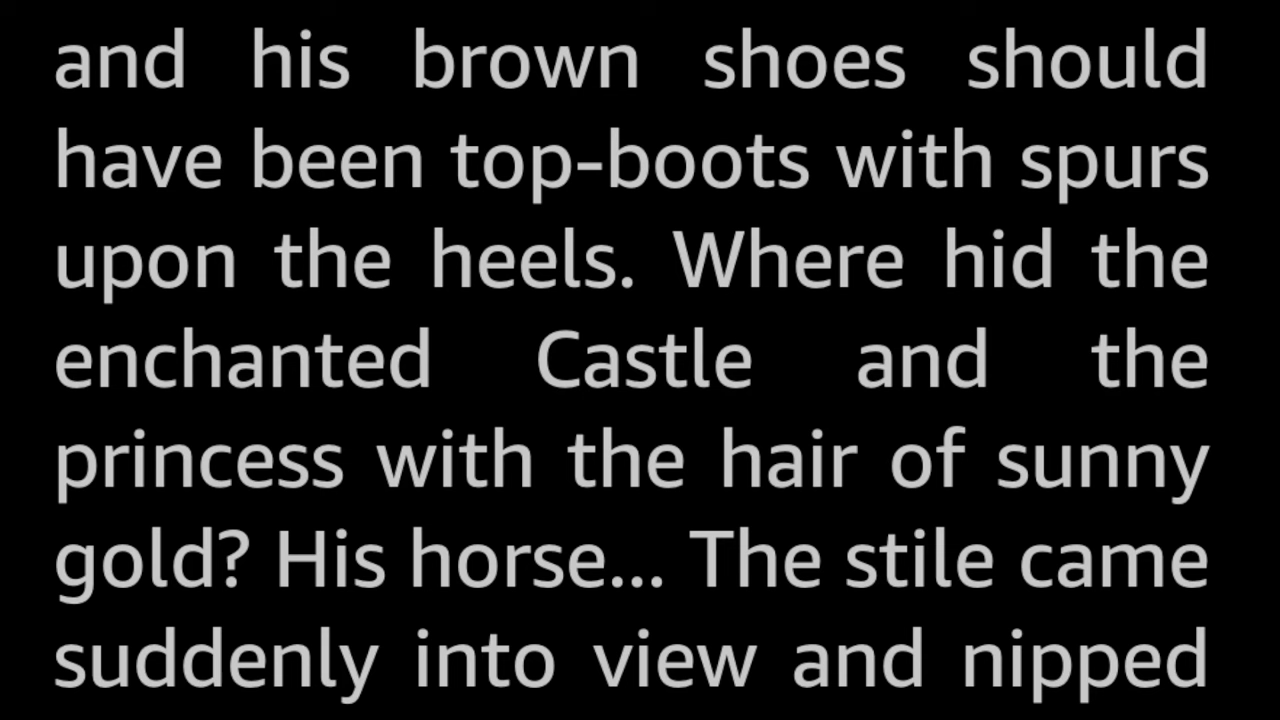 and his brown shoes should
have been top-boots with spurs
upon the heels. Where hid the
enchanted Castle and the
princess with the hair of sunny
gold? His horse... The stile came
suddenly into view and nipped